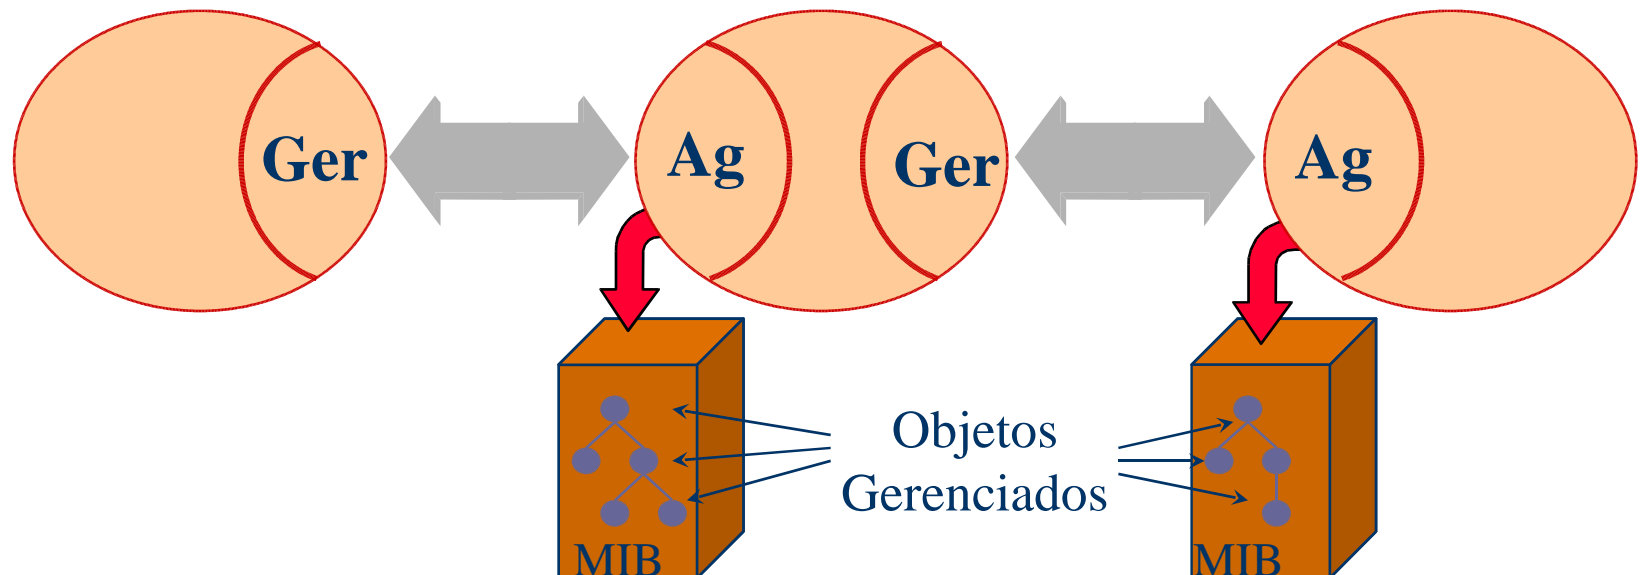 Ger
Ag
Ger
Ag
Objetos
Gerenciados
MIB
MIB